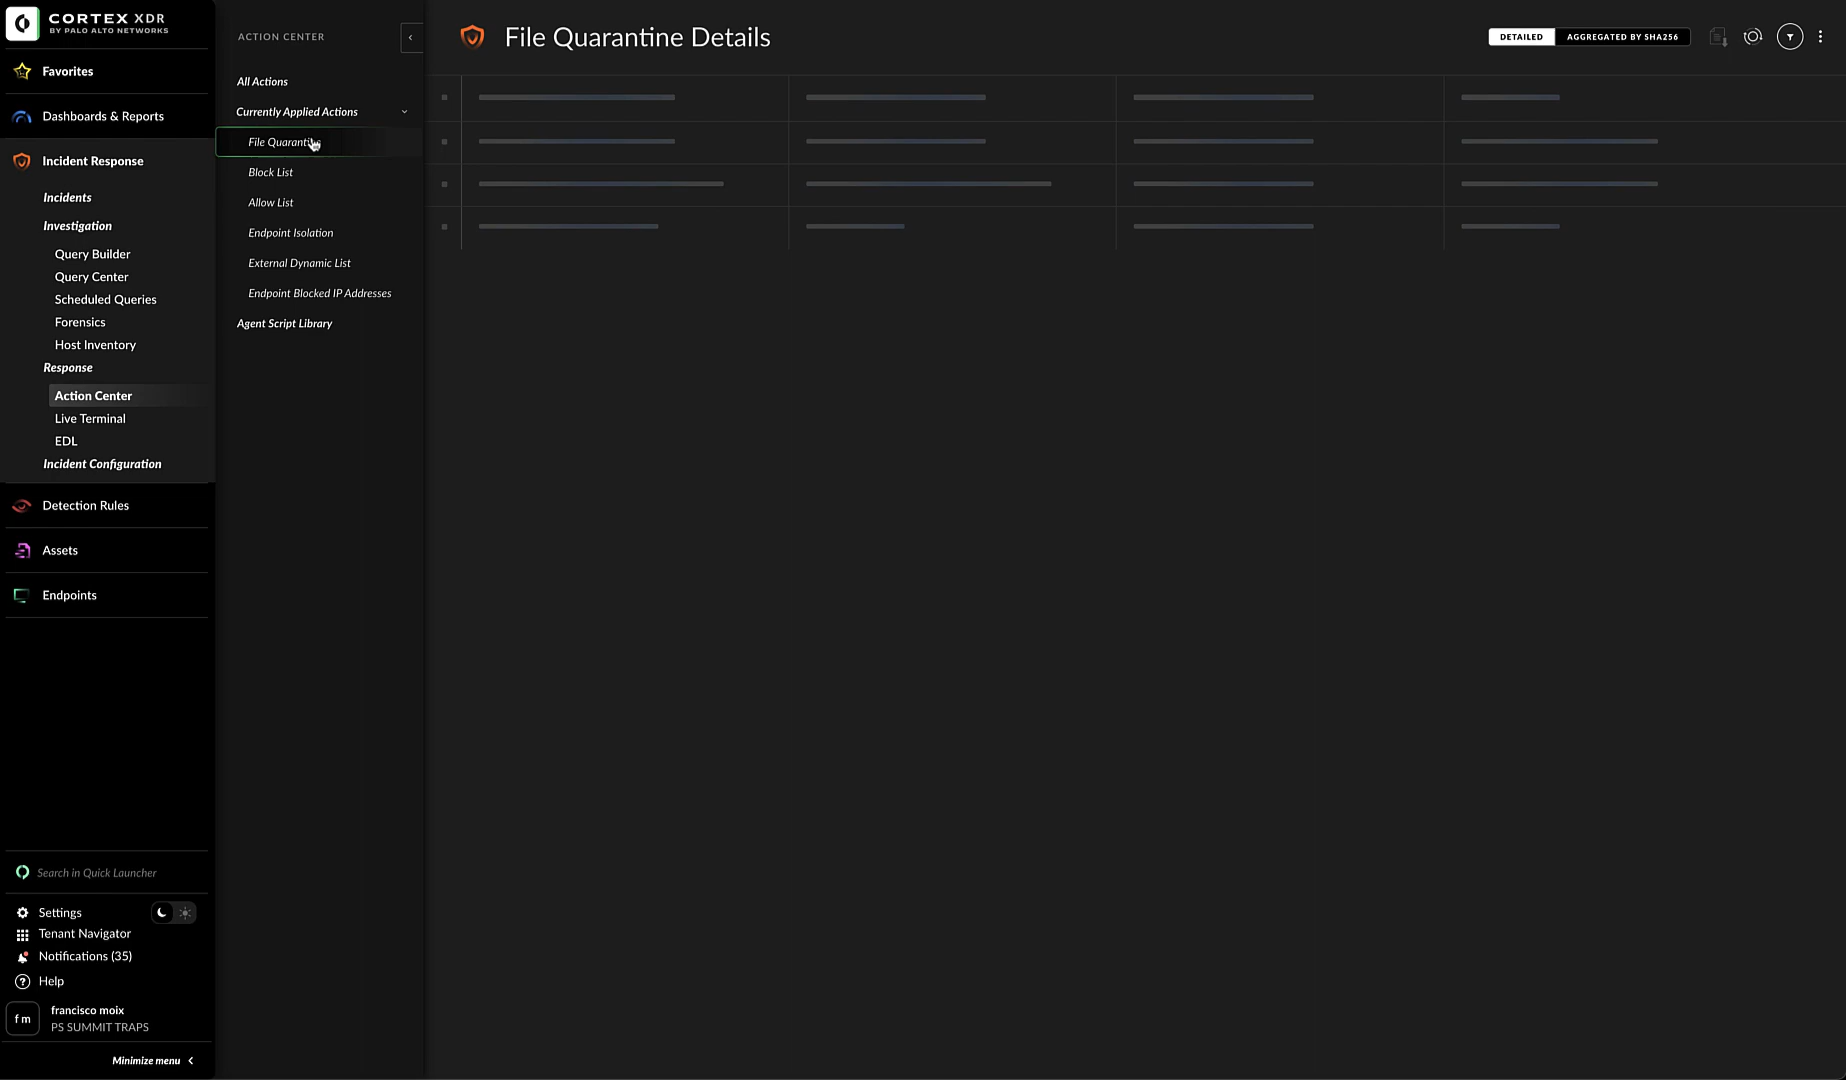 CORTEX XDR
BY PALO ALTO NETWORKS
Favorites
Dashboards & Reports
Incident Response
Incidents
Investigation
Query Builder
Query Center
Scheduled Queries
Forensics
Host Inventory
Response
Action Center
Live Terminal
EDL
Incident Configuration
Detection Rules
Assets
Endpoints
Search in Quick Launcher
Settings
Tenant Navigator
Notifications (35)
Help
f m
francisco moix
PS SUMMIT TRAPS
Minimize menu
ACTION CENTER
All Actions
Currently Applied Actions
File Quarantine
Block List
Allow List
Endpoint Isolation
External Dynamic List
Endpoint Blocked IP Addresses
Agent Script Library
File Quarantine Details
DETAILED
AGGREGATED BY SHA256